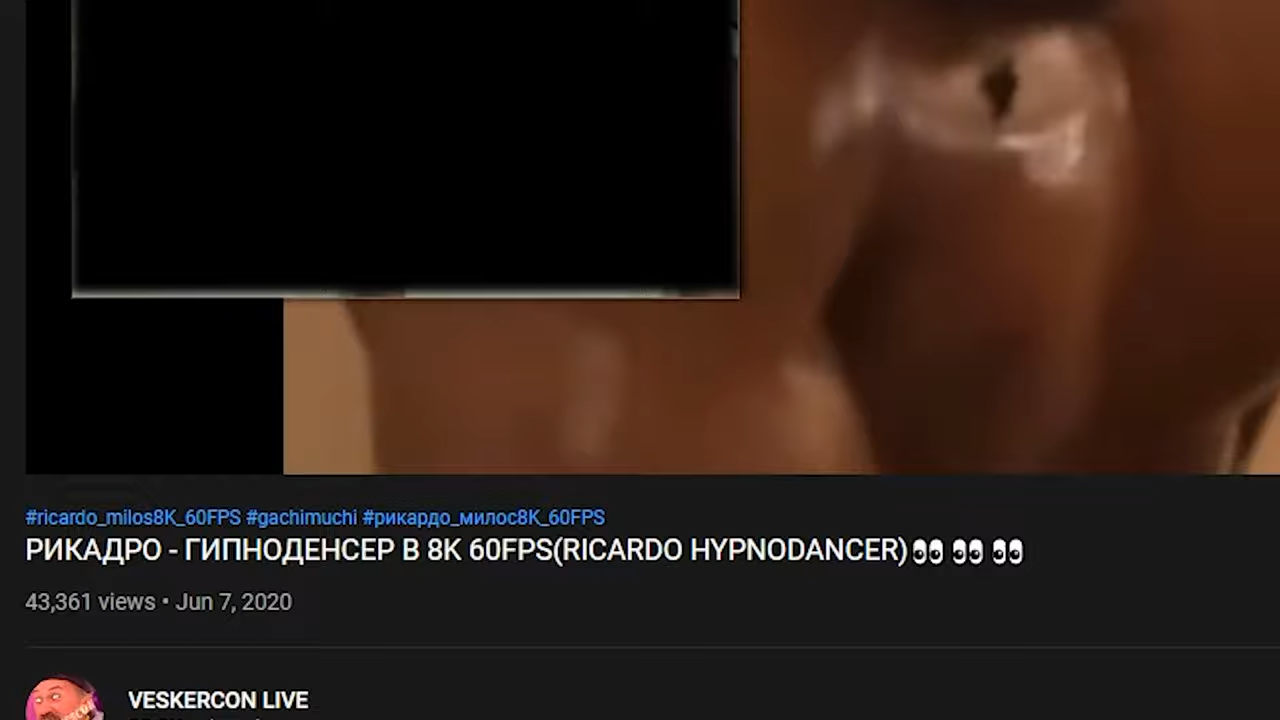 #ricardo_milos8K_60FPS #gachimuchi #рикардо_милос8K_60FPS
РИКАДРО - ГИПНОДЕНСЕР В 8K 60FPS(RICARDO HYPNODANCER)👀 👀 👀
43,361 views • Jun 7, 2020
VESKERCON LIVE